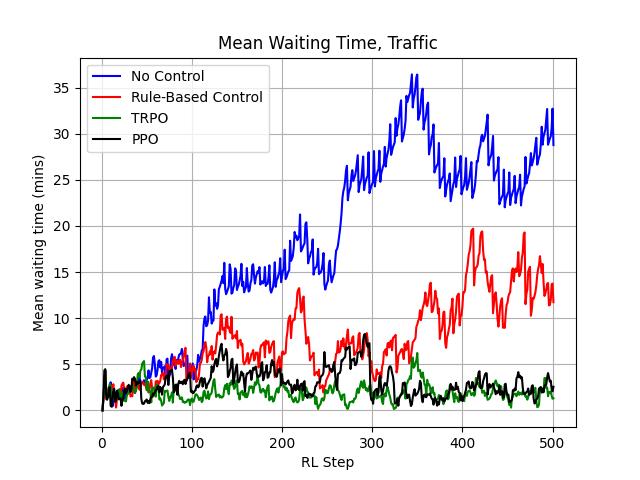 Mean Waiting Time, Traffic
No Control
Rule-Based Control
TRPO
PPO
Mean waiting time (mins)
35
30
25
20
15
10
5
0
0 100 200 300 400 500
RL Step